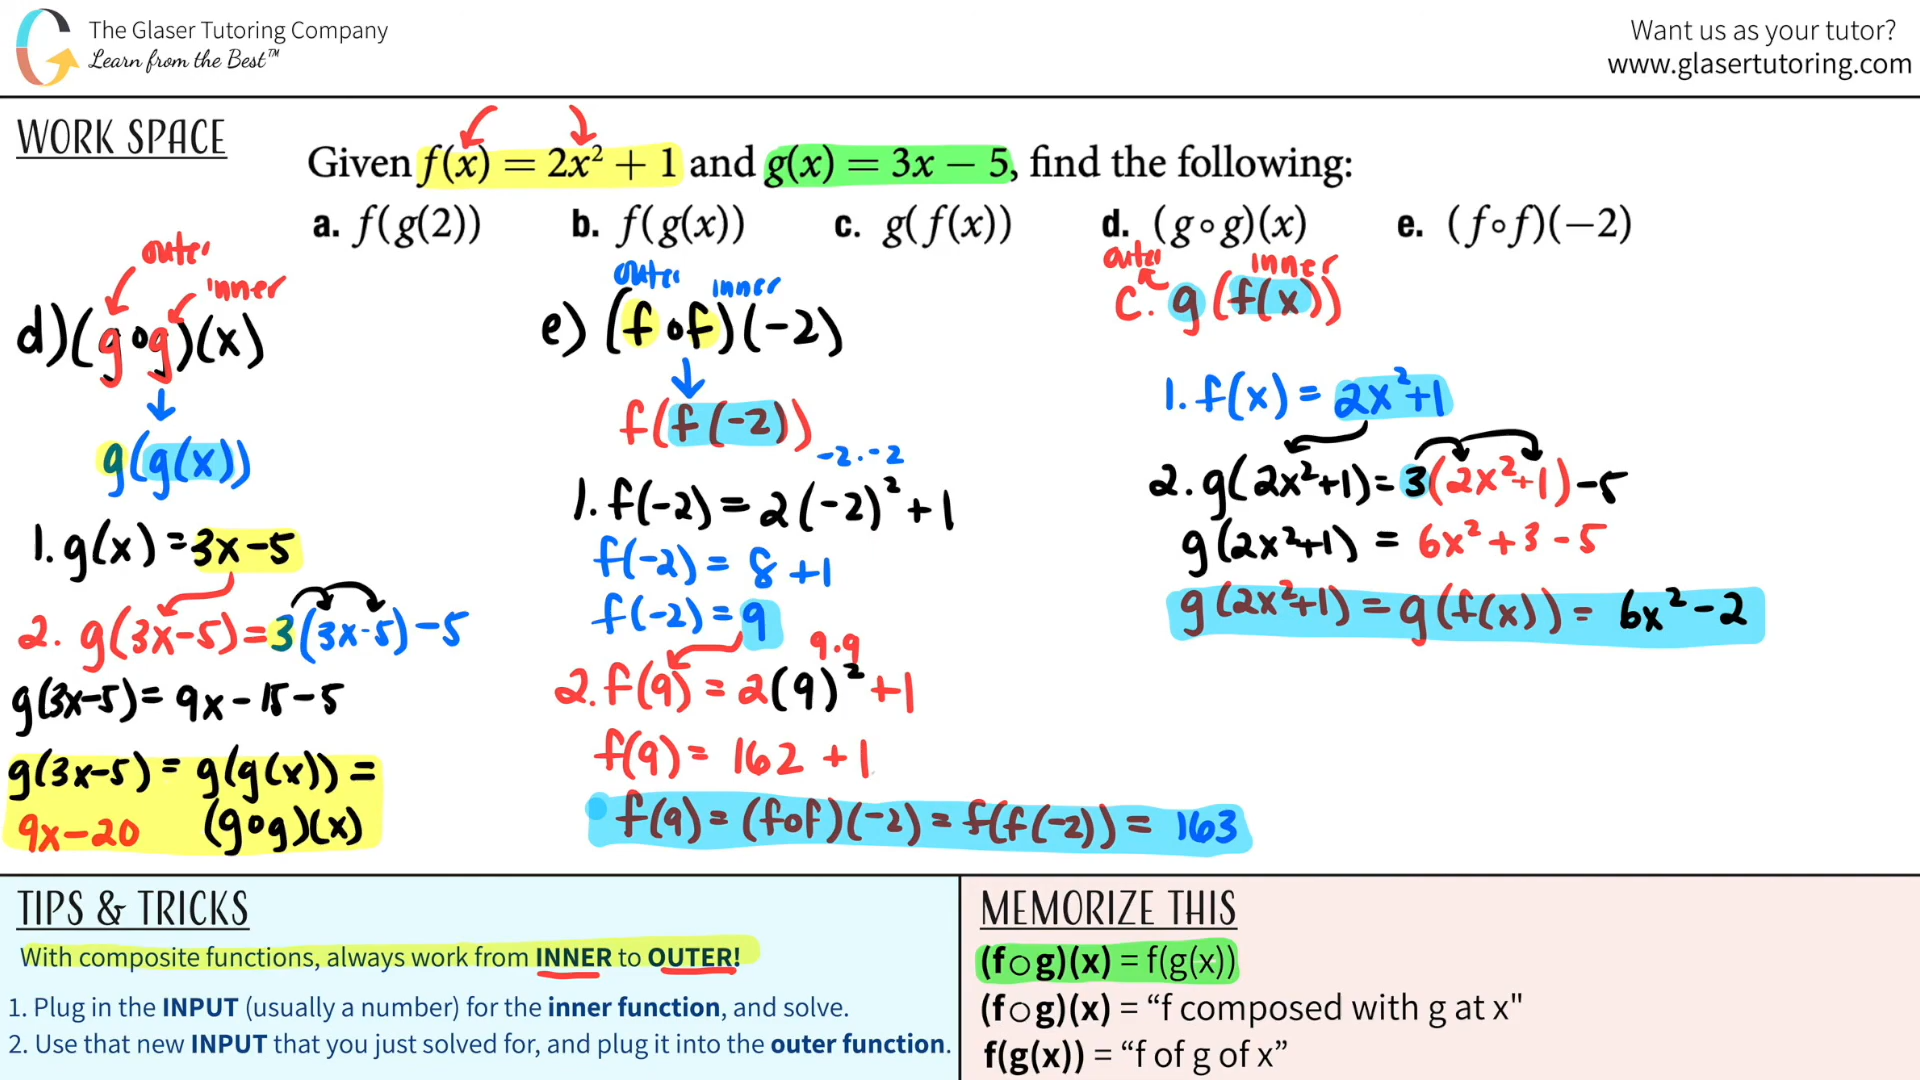 The Glaser Tutoring Company
Learn from the Best™
Want us as your tutor?
www.glasertutoring.com
WORK SPACE
Given f(x) = 2x² + 1 and g(x) = 3x − 5, find the following:
a. f(g(2))
b. f(g(x))
c. g(f(x))
d. (g∘g)(x)
e. (f∘f)(−2)
outer
inner
d) (g∘g)(x)
g(g(x))
1. g(x) = 3x-5
2. g(3x-5) = 3(3x-5)-5
g(3x-5) = 9x-15-5
g(3x-5) = g(g(x)) =
9x-20 (g∘g)(x)
outer inner
e) (f∘f)(-2)
f(f(-2))
-2·-2
1. f(-2) = 2(-2)²+1
f(-2) = 8+1
f(-2) = 9
9·9
2. f(9) = 2(9)²+1
f(9) = 162+1
f(9) = (f∘f)(-2) = f(f(-2)) = 163
outer inner
c. g(f(x))
1. f(x) = 2x²+1
2. g(2x²+1) = 3(2x²+1)-5
g(2x²+1) = 6x²+3-5
g(2x²+1) = g(f(x)) = 6x²-2
TIPS & TRICKS
With composite functions, always work from INNER to OUTER!
1. Plug in the INPUT (usually a number) for the inner function, and solve.
2. Use that new INPUT that you just solved for, and plug it into the outer function.
MEMORIZE THIS
(f○g)(x) = f(g(x))
(f○g)(x) = “f composed with g at x"
f(g(x)) = “f of g of x”